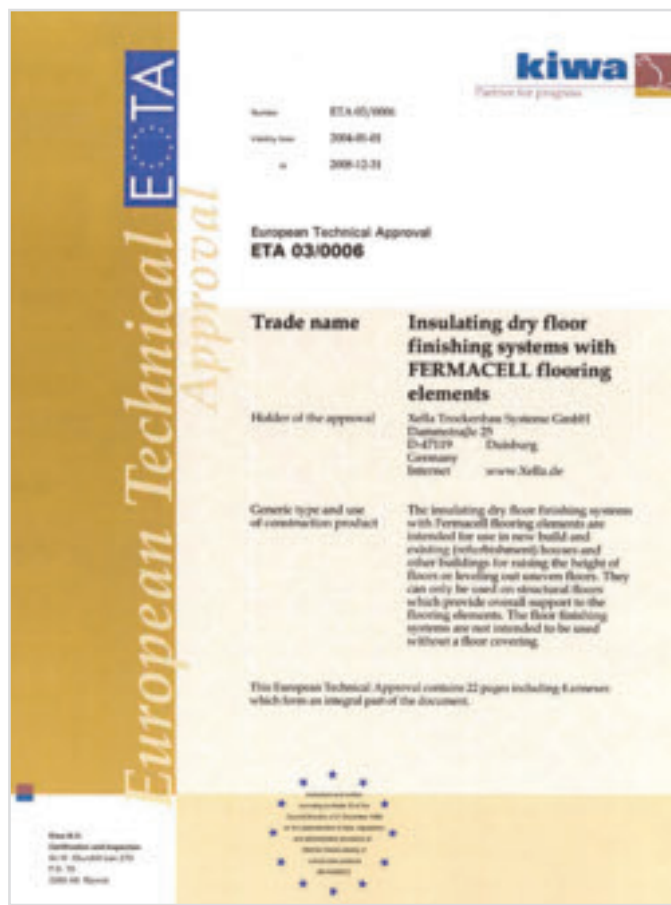 EOTA
European Technical
Approval
kiwa
Partner for progress
Number ETA 03/0006
Validity from 2004-01-01
to 2008-12-31
European Technical Approval
ETA 03/0006
Trade name
Insulating dry floor
finishing systems with
FERMACELL flooring
elements
Holder of the approval
Xella Trockenbau Systeme GmbH
Dammstraße 25
D-47119 Duisburg
Germany
Internet www.Xella.de
Generic type and use
of construction product
The insulating dry floor finishing systems
with Fermacell flooring elements are
intended for use in new build and
existing (refurbishment) houses and
other buildings for raising the height of
floors or leveling out uneven floors. They
can only be used on structural floors
which provide overall support to the
flooring elements. The floor finishing
systems are not intended to be used
without a floor covering.
This European Technical Approval contains 22 pages including annexes
which form an integral part of the document.
Kiwa N.V.
Certification and Inspection